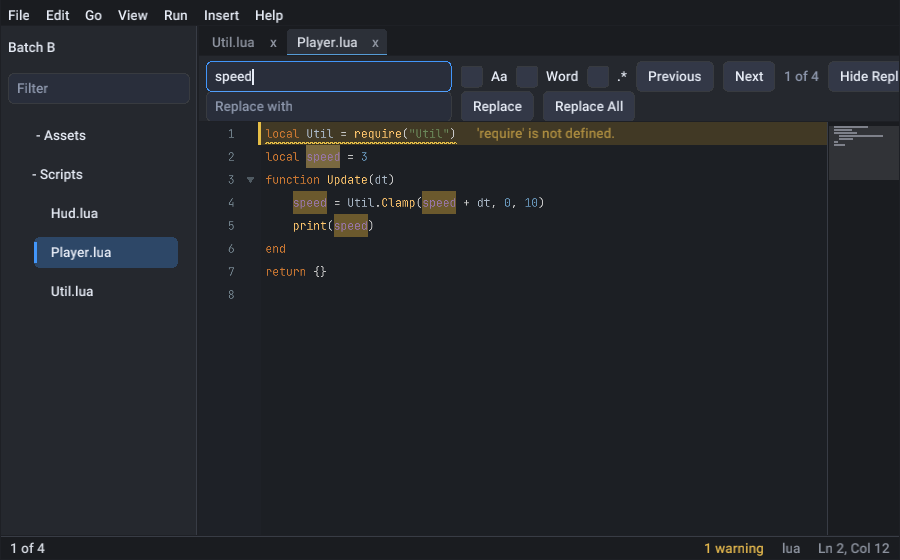 File Edit Go View Run Insert Help
Batch B
Filter
- Assets
- Scripts
Hud.lua
Player.lua
Util.lua
Util.lua x Player.lua x
speed Aa Word .* Previous Next 1 of 4 Hide Repl
Replace with Replace Replace All
1 local Util = require("Util") 'require' is not defined.
2 local speed = 3
3 function Update(dt)
4 speed = Util.Clamp(speed + dt, 0, 10)
5 print(speed)
6 end
7 return {}
8
1 of 4 1 warning lua Ln 2, Col 12